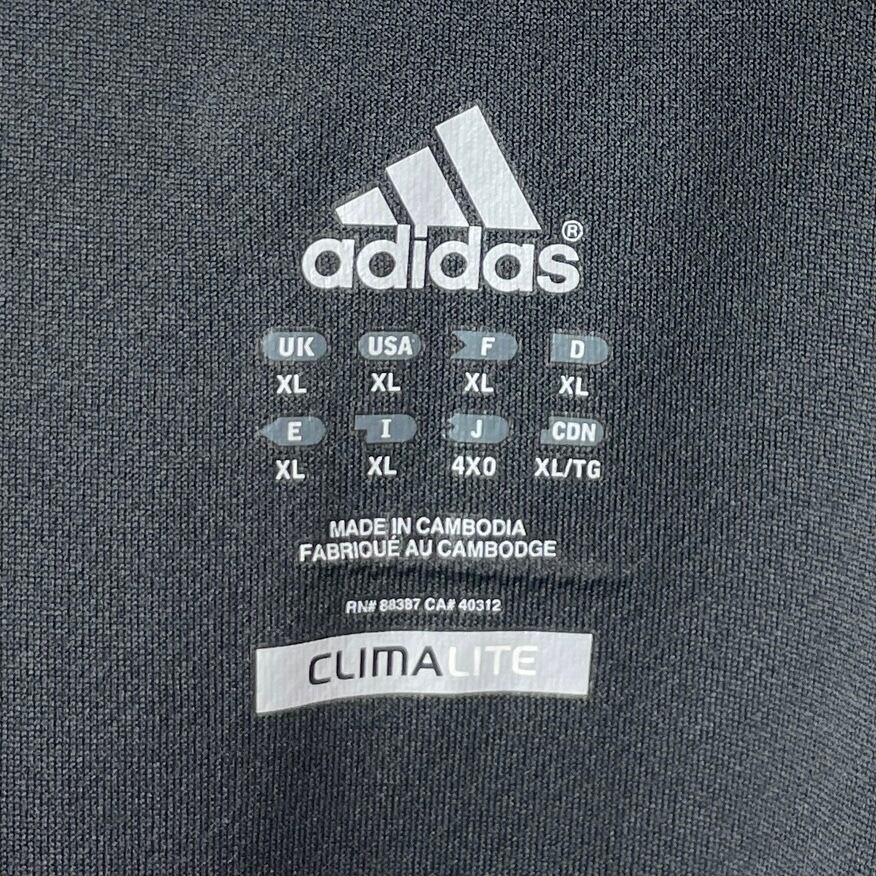 adidas®
UK USA F D
XL XL XL XL
E I J CDN
XL XL 4XO XL/TG
MADE IN CAMBODIA
FABRIQUÉ AU CAMBODGE
RN# 88387 CA# 40312
CLIMALITE